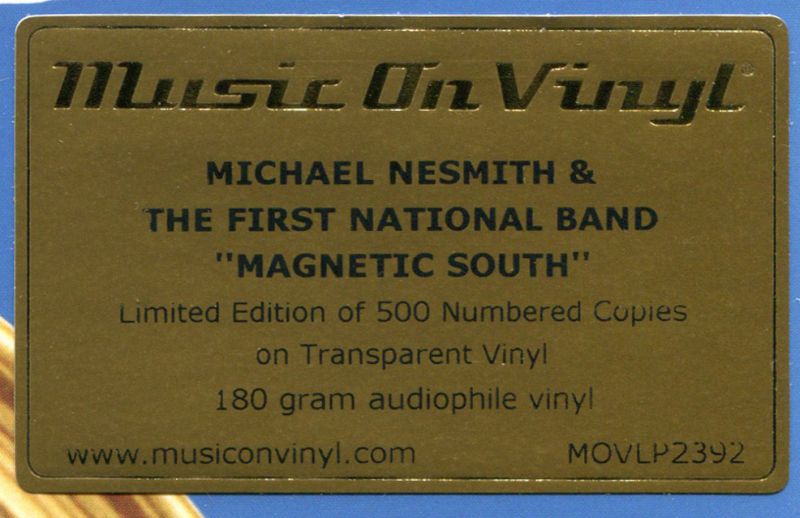 Music On Vinyl®
MICHAEL NESMITH &
THE FIRST NATIONAL BAND
"MAGNETIC SOUTH"
Limited Edition of 500 Numbered Copies
on Transparent Vinyl
180 gram audiophile vinyl
www.musiconvinyl.com MOVLP2392